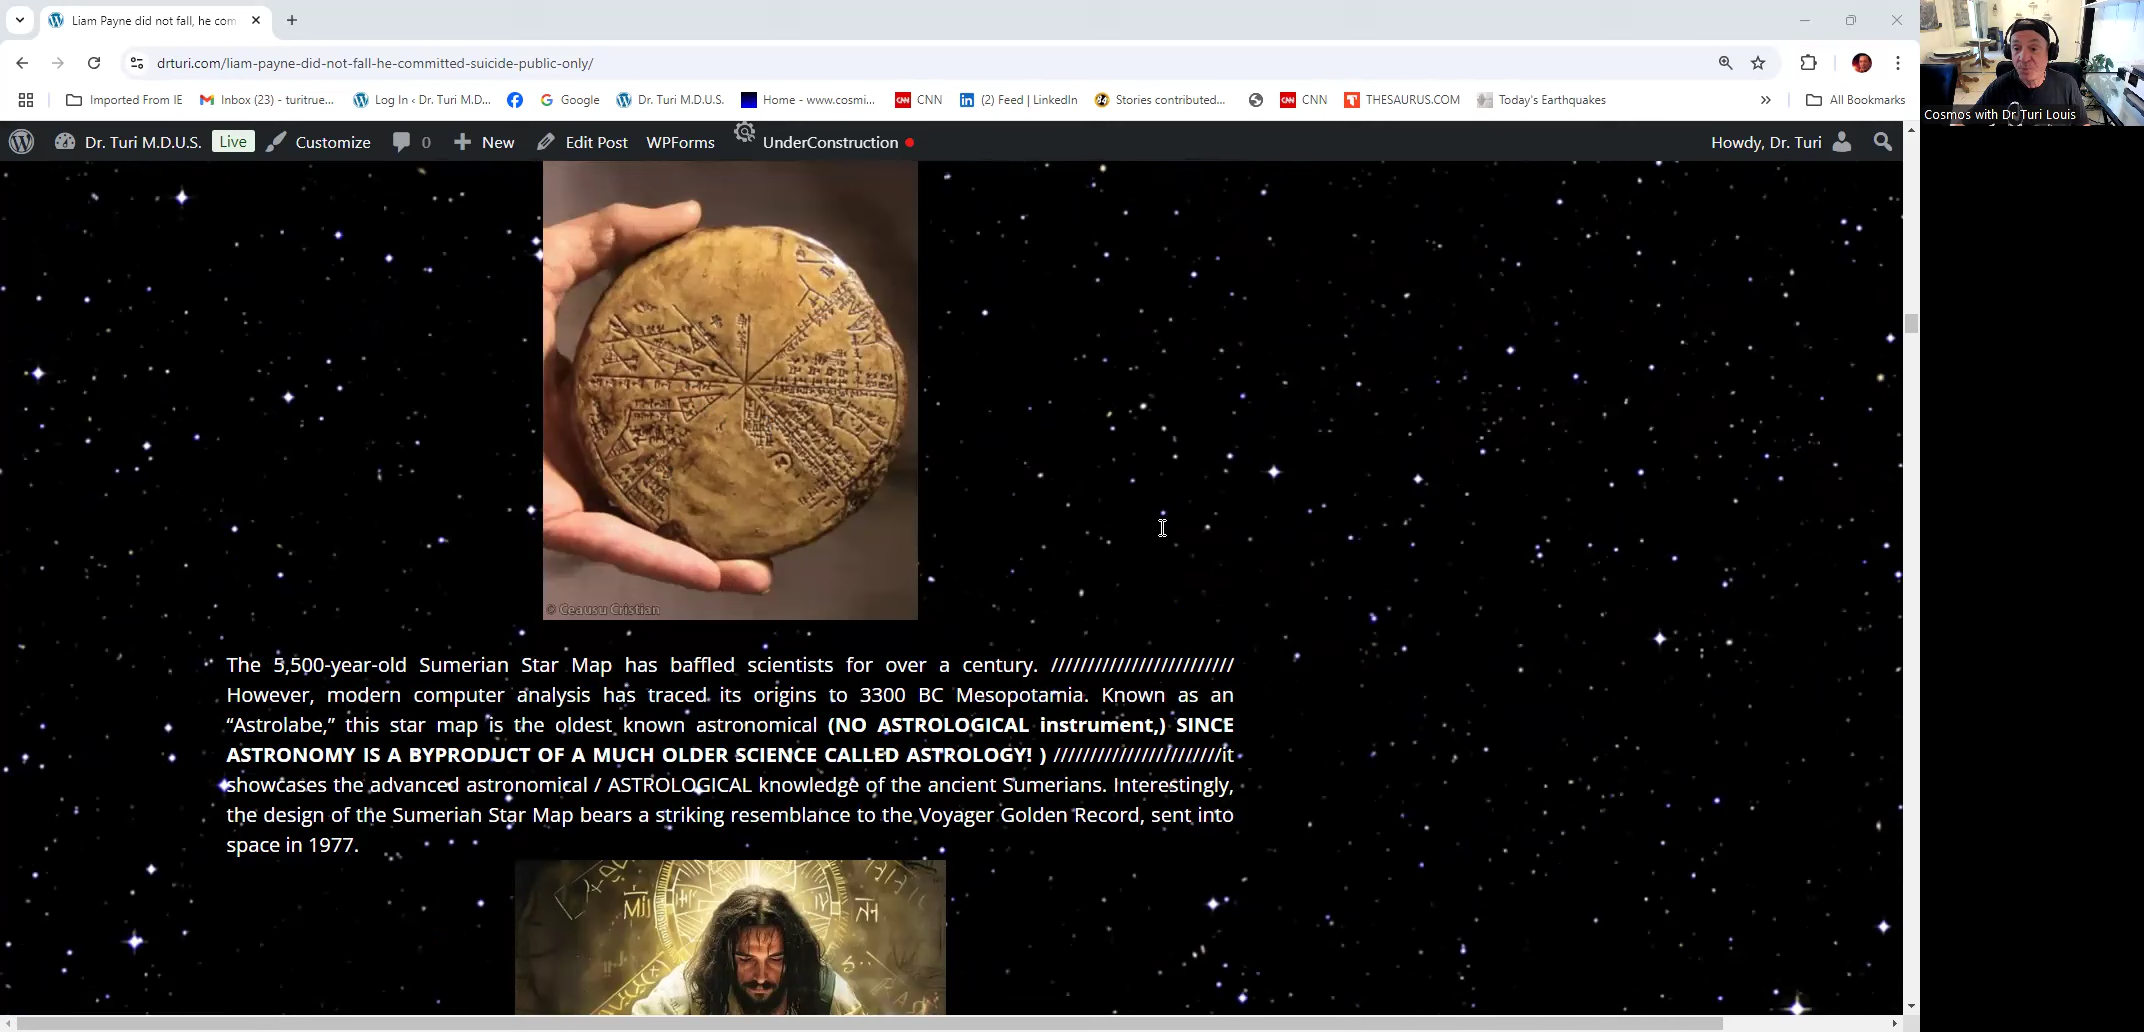 Liam Payne did not fall, he com
drturi.com/liam-payne-did-not-fall-he-committed-suicide-public-only/
Imported From IE
Inbox (23) - turitrue...
Log In ‹ Dr. Turi M.D...
Google
Dr. Turi M.D.U.S.
Home - www.cosmi...
CNN
CNN
(2) Feed | LinkedIn
Stories contributed...
CNN
CNN
THESAURUS.COM
Today's Earthquakes
»
All Bookmarks
Dr. Turi M.D.U.S.
Live
Customize
0
New
Edit Post
WPForms
UnderConstruction
Howdy, Dr. Turi
Cosmos with Dr Turi Louis
© Ceausu Cristian
The 5,500-year-old Sumerian Star Map has baffled scientists for over a century. /////////////////////////
However, modern computer analysis has traced its origins to 3300 BC Mesopotamia. Known as an
“Astrolabe,” this star map is the oldest known astronomical (NO ASTROLOGICAL instrument,) SINCE
ASTRONOMY IS A BYPRODUCT OF A MUCH OLDER SCIENCE CALLED ASTROLOGY! ) ///////////////////////it
showcases the advanced astronomical / ASTROLOGICAL knowledge of the ancient Sumerians. Interestingly,
the design of the Sumerian Star Map bears a striking resemblance to the Voyager Golden Record, sent into
space in 1977.